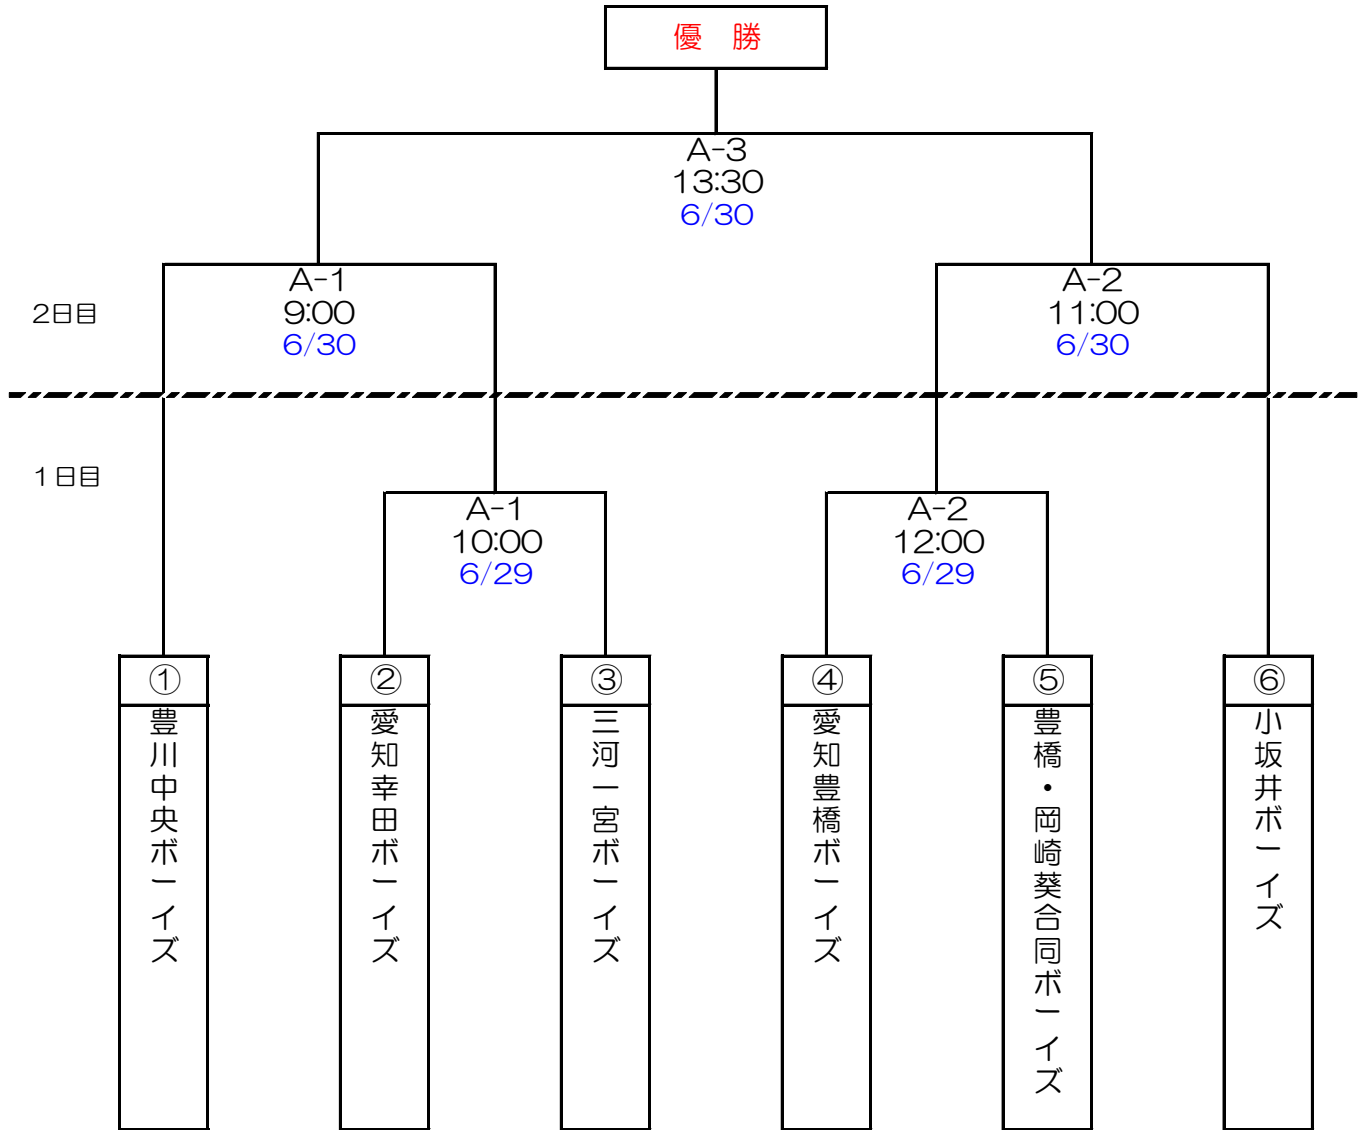 優 勝
A-3
13:30
6/30
A-1
9:00
6/30
A-2
11:00
6/30
2日目
1日目
A-1
10:00
6/29
A-2
12:00
6/29
①
豊川中央ボーイズ
②
愛知幸田ボーイズ
③
三河一宮ボーイズ
④
愛知豊橋ボーイズ
⑤
豊橋・岡崎葵合同ボーイズ
⑥
小坂井ボーイズ